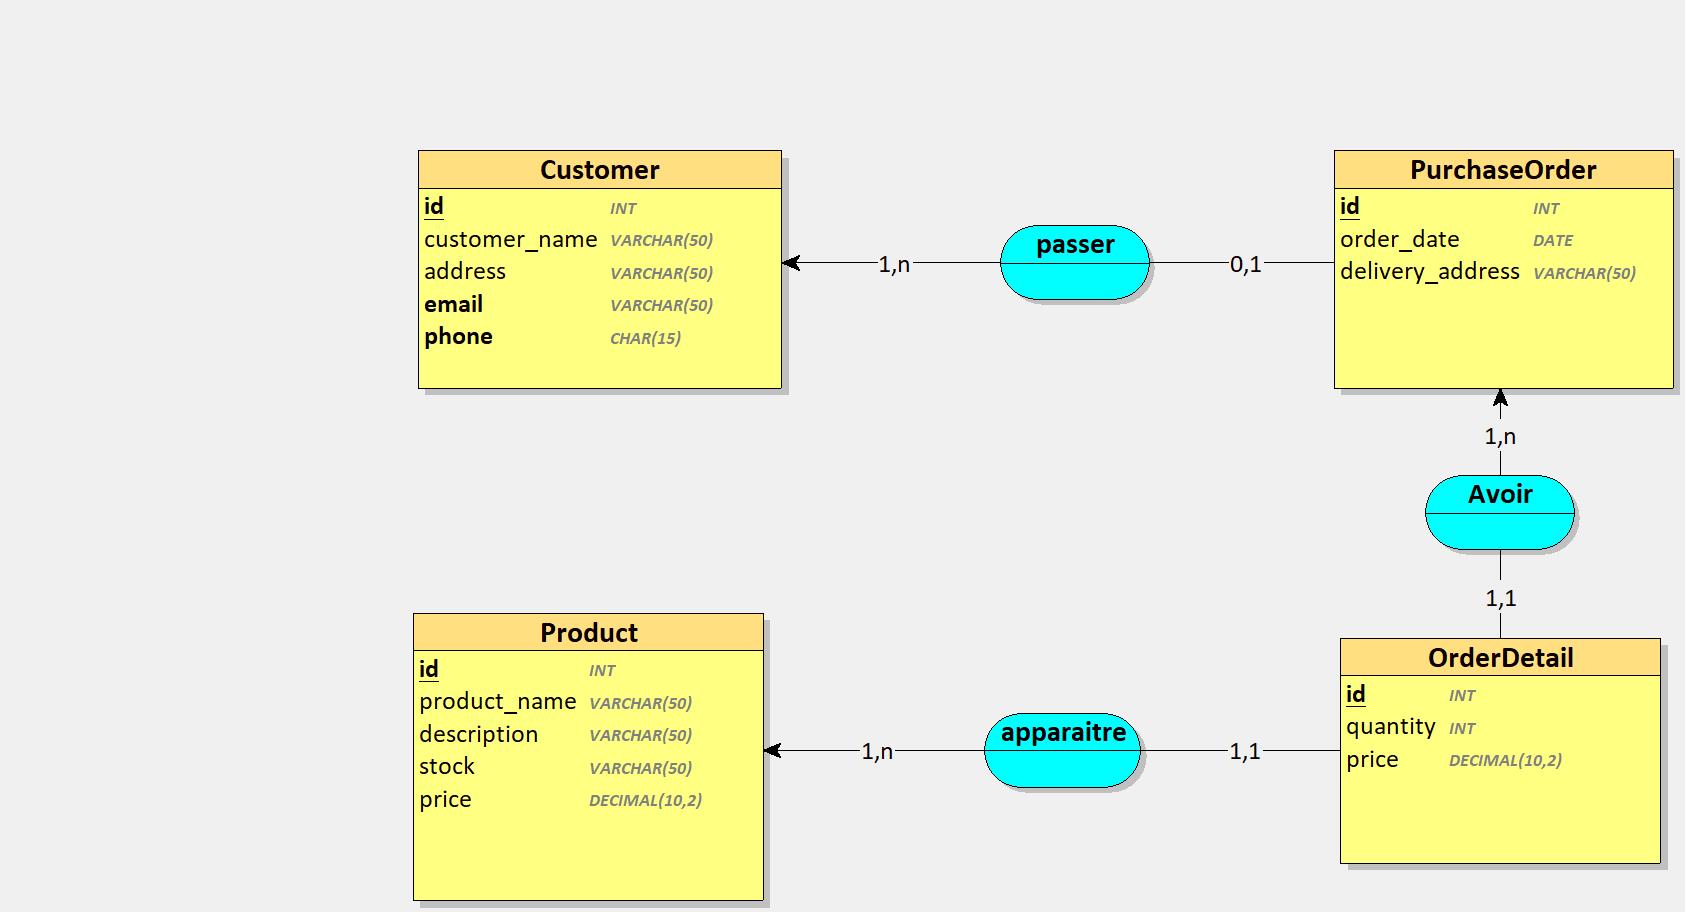 Customer
id INT
customer_name VARCHAR(50)
address VARCHAR(50)
email VARCHAR(50)
phone CHAR(15)
1,n
passer
0,1
PurchaseOrder
id INT
order_date DATE
delivery_address VARCHAR(50)
1,n
Avoir
1,1
Product
id INT
product_name VARCHAR(50)
description VARCHAR(50)
stock VARCHAR(50)
price DECIMAL(10,2)
1,n
apparaitre
1,1
OrderDetail
id INT
quantity INT
price DECIMAL(10,2)